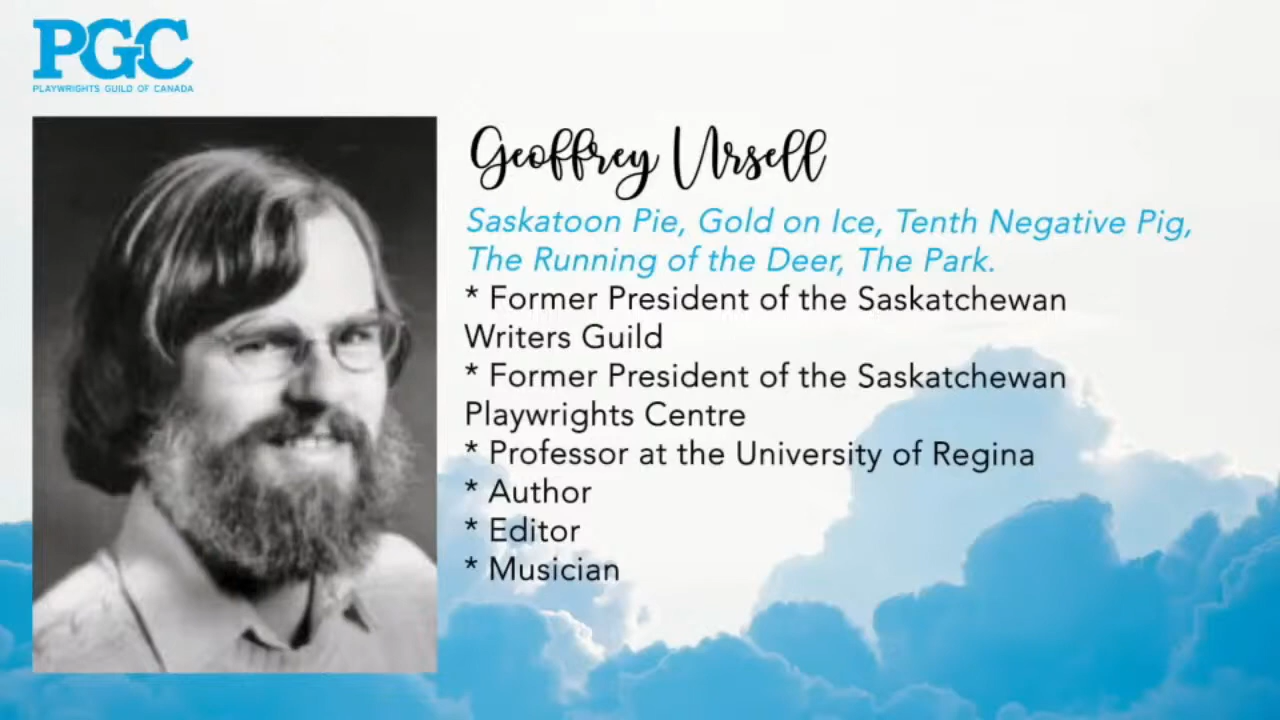 PGC
PLAYWRIGHTS GUILD OF CANADA
Geoffrey Ursell
Saskatoon Pie, Gold on Ice, Tenth Negative Pig,
The Running of the Deer, The Park.
* Former President of the Saskatchewan
Writers Guild
* Former President of the Saskatchewan
Playwrights Centre
* Professor at the University of Regina
* Author
* Editor
* Musician